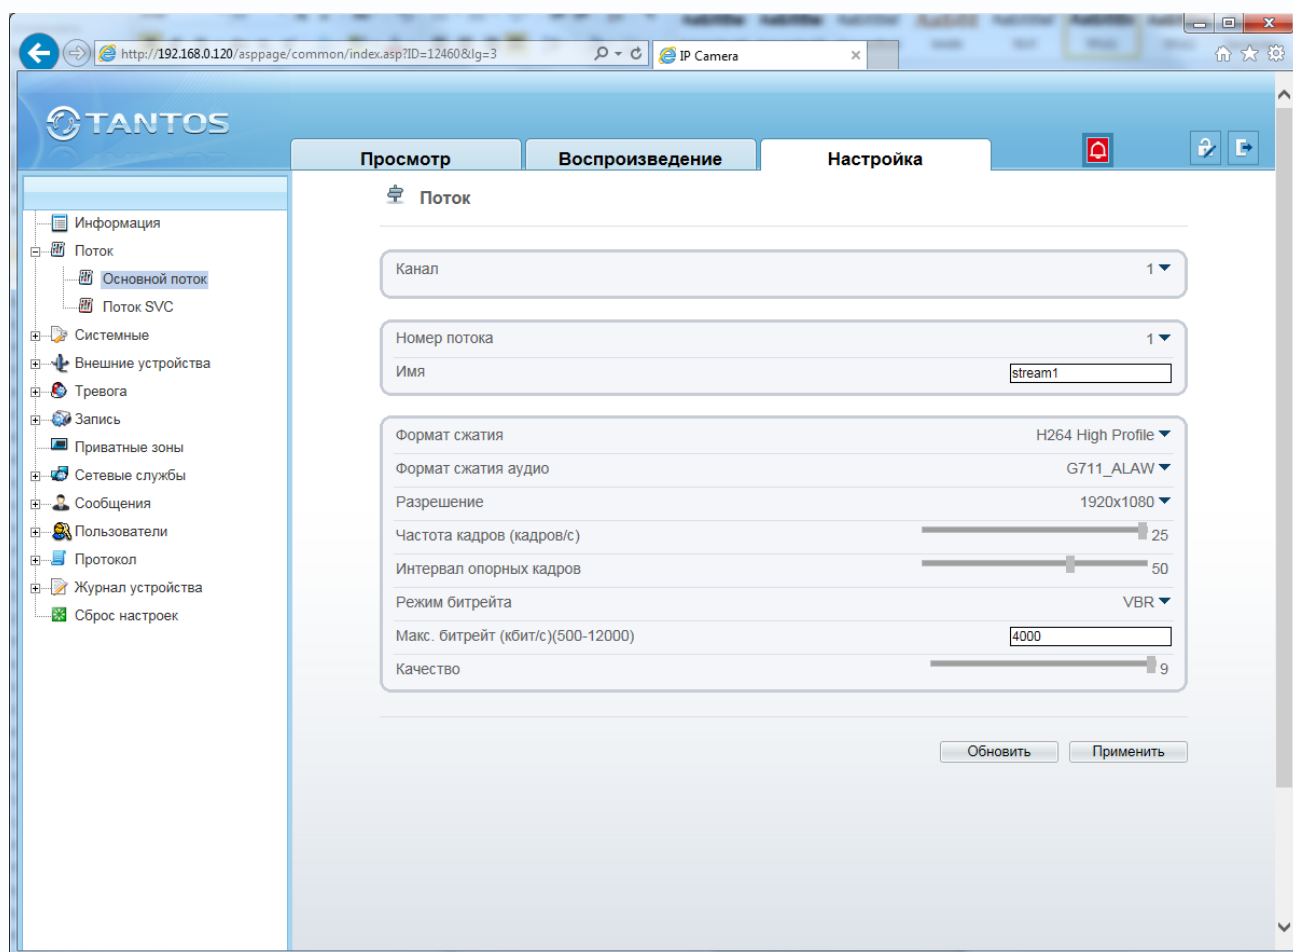 http://192.168.0.120/asppage/common/index.asp?ID=12460&lg=3
IP Camera
TANTOS
Просмотр
Воспроизведение
Настройка
Поток
Информация
Поток
Основной поток
Поток SVC
Системные
Внешние устройства
Тревога
Запись
Приватные зоны
Сетевые службы
Сообщения
Пользователи
Протокол
Журнал устройства
Сброс настроек
Канал 1
Номер потока 1
Имя stream1
Формат сжатия H264 High Profile
Формат сжатия аудио G711_ALAW
Разрешение 1920x1080
Частота кадров (кадров/с) 25
Интервал опорных кадров 50
Режим битрейта VBR
Макс. битрейт (кбит/с)(500-12000) 4000
Качество 9
Обновить Применить